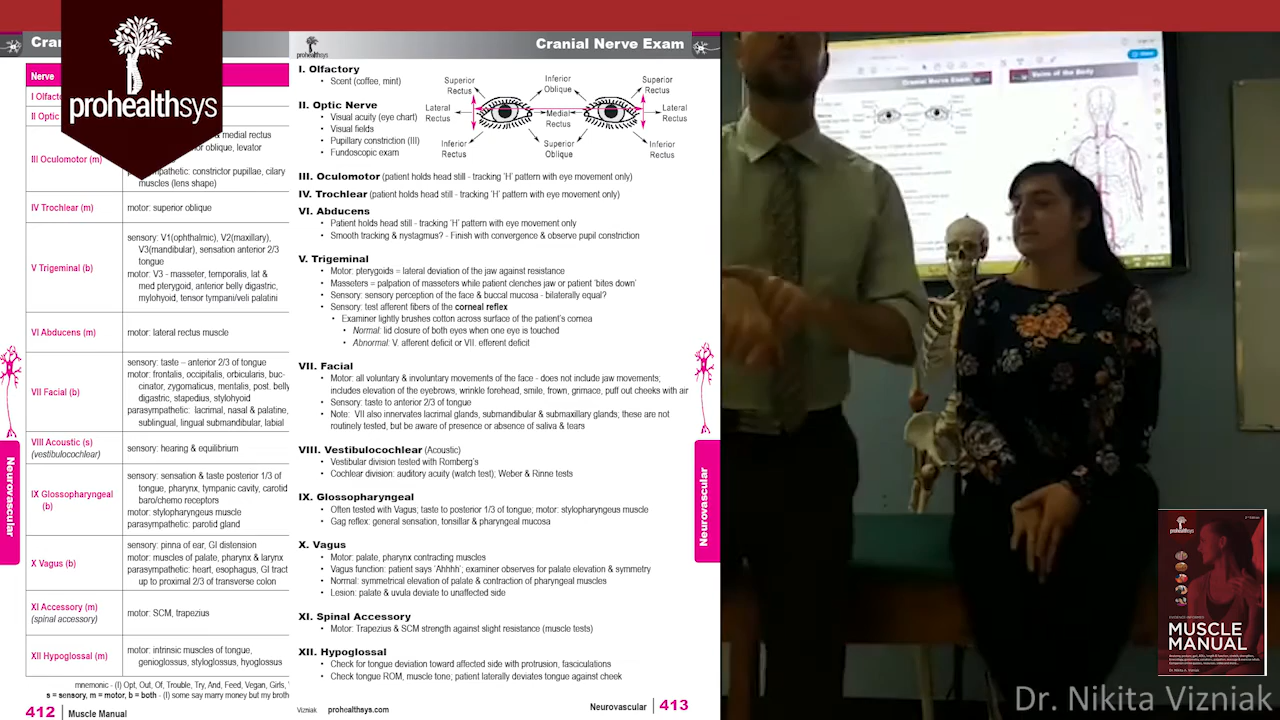 prohealthsys
Cra
Nerve
I Olfac
II Optic
& medial rectus
or oblique, levator
III Oculomotor (m)
constrictor pupillae, cilary
muscles (lens shape)
IV Trochlear (m)
motor: superior oblique
sensory: V1(ophthalmic), V2(maxillary),
V3(mandibular), sensation anterior 2/3
tongue
V Trigeminal (b)
motor: V3 - masseter, temporalis, lat &
med pterygoid, anterior belly digastric,
mylohyoid, tensor tympani/veli palatini
VI Abducens (m)
motor: lateral rectus muscle
sensory: taste – anterior 2/3 of tongue
motor: frontalis, occipitalis, orbicularis, buc-
cinator, zygomaticus, mentalis, post. belly
VII Facial (b)
digastric, stapedius, stylohyoid
parasympathetic: lacrimal, nasal & palatine,
sublingual, lingual submandibular, labial
VIII Acoustic (s)
(vestibulocochlear)
sensory: hearing & equilibrium
sensory: sensation & taste posterior 1/3 of
tongue, pharynx, tympanic cavity, carotid
baro/chemo receptors
IX Glossopharyngeal
(b)
motor: stylopharyngeus muscle
parasympathetic: parotid gland
sensory: pinna of ear, GI distension
motor: muscles of palate, pharynx & larynx
X Vagus (b)
parasympathetic: heart, esophagus, GI tract
up to proximal 2/3 of transverse colon
XI Accessory (m)
(spinal accessory)
motor: SCM, trapezius
XII Hypoglossal (m)
motor: intrinsic muscles of tongue,
genioglossus, styloglossus, hyoglossus
mnemonic - (I) Opt, Out, Of, Trouble, Try, And, Feed, Vegan, Girls,
s = sensory, m = motor, b = both - (I) some say marry money but my broth
412 Muscle Manual
Neurovascular
prohealthsys
Cranial Nerve Exam
I. Olfactory
• Scent (coffee, mint)
II. Optic Nerve
• Visual acuity (eye chart)
• Visual fields
• Pupillary constriction (III)
• Fundoscopic exam
Superior Rectus
Inferior Oblique
Superior Rectus
Lateral Rectus
Medial Rectus
Lateral Rectus
Inferior Rectus
Superior Oblique
Inferior Rectus
III. Oculomotor (patient holds head still - tracking 'H' pattern with eye movement only)
IV. Trochlear (patient holds head still - tracking 'H' pattern with eye movement only)
VI. Abducens
• Patient holds head still - tracking 'H' pattern with eye movement only
• Smooth tracking & nystagmus? - Finish with convergence & observe pupil constriction
V. Trigeminal
• Motor: pterygoids = lateral deviation of the jaw against resistance
• Masseters = palpation of masseters while patient clenches jaw or patient 'bites down'
• Sensory: sensory perception of the face & buccal mucosa - bilaterally equal?
• Sensory: test afferent fibers of the corneal reflex
• Examiner lightly brushes cotton across surface of the patient's cornea
• Normal: lid closure of both eyes when one eye is touched
• Abnormal: V. afferent deficit or VII. efferent deficit
VII. Facial
• Motor: all voluntary & involuntary movements of the face - does not include jaw movements;
includes elevation of the eyebrows, wrinkle forehead, smile, frown, grimace, puff out cheeks with air
• Sensory: taste to anterior 2/3 of tongue
• Note: VII also innervates lacrimal glands, submandibular & submaxillary glands; these are not
routinely tested, but be aware of presence or absence of saliva & tears
VIII. Vestibulocochlear (Acoustic)
• Vestibular division tested with Romberg's
• Cochlear division: auditory acuity (watch test); Weber & Rinne tests
IX. Glossopharyngeal
• Often tested with Vagus; taste to posterior 1/3 of tongue; motor: stylopharyngeus muscle
• Gag reflex: general sensation, tonsillar & pharyngeal mucosa
X. Vagus
• Motor: palate, pharynx contracting muscles
• Vagus function: patient says 'Ahhhh'; examiner observes for palate elevation & symmetry
• Normal: symmetrical elevation of palate & contraction of pharyngeal muscles
• Lesion: palate & uvula deviate to unaffected side
XI. Spinal Accessory
• Motor: Trapezius & SCM strength against slight resistance (muscle tests)
XII. Hypoglossal
• Check for tongue deviation toward affected side with protrusion, fasciculations
• Check tongue ROM, muscle tone; patient laterally deviates tongue against cheek
Vizniak prohealthsys.com
Neurovascular 413
Neurovascular
Cranial Nerve Exam
Veins of the Body
MUSCLE
MANUAL
Dr. Nikita Vizniak